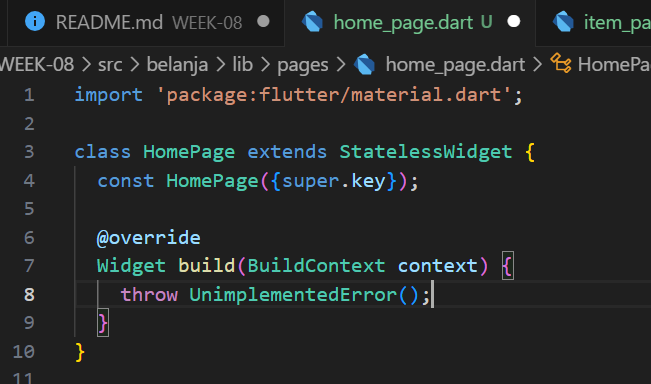 README.md WEEK-08 home_page.dart U item_pa
WEEK-08 > src > belanja > lib > pages > home_page.dart > HomePa
1 import 'package:flutter/material.dart';
2
3 class HomePage extends StatelessWidget {
4 const HomePage({super.key});
5
6 @override
7 Widget build(BuildContext context) {
8 throw UnimplementedError();
9 }
10 }
11